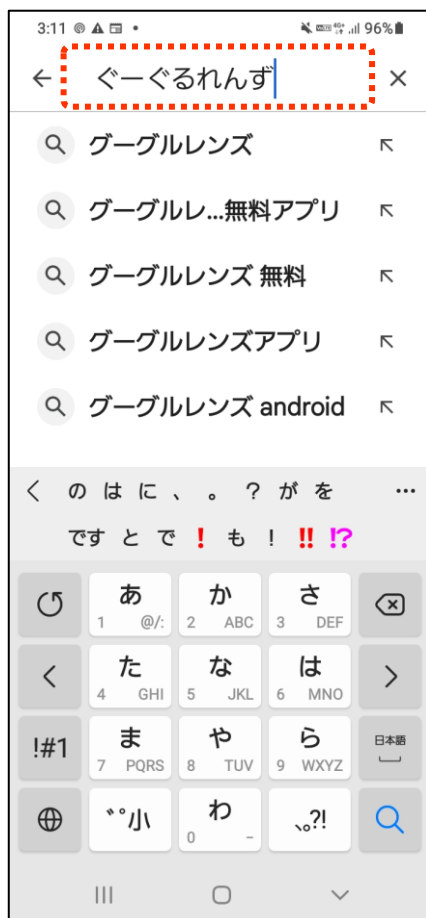 3:11 96%
ぐーぐるれんず
グーグルレンズ
グーグルレ...無料アプリ
グーグルレンズ 無料
グーグルレンズアプリ
グーグルレンズ android
の は に 、 。 ? が を ...
です と で ❗ も ! ‼ ⁉
あ か さ
1 @/: 2 ABC 3 DEF
た な は
4 GHI 5 JKL 6 MNO
!#1 ま や ら 日本語
7 PQRS 8 TUV 9 WXYZ
゛゜小 わ 、。?!
0 -